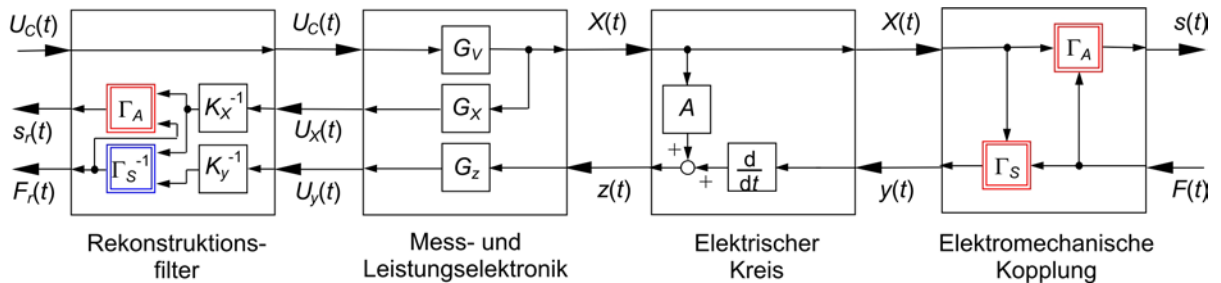 U_C(t) U_C(t) X(t) X(t) s(t)
G_V Γ_A
Γ_A K_X^-1 G_X A
s_r(t) U_X(t)
+
Γ_S^-1 K_y^-1 G_z + d/dt Γ_S
F_r(t) U_y(t) z(t) y(t) F(t)
Rekonstruktions-
filter
Mess- und
Leistungselektronik
Elektrischer
Kreis
Elektromechanische
Kopplung